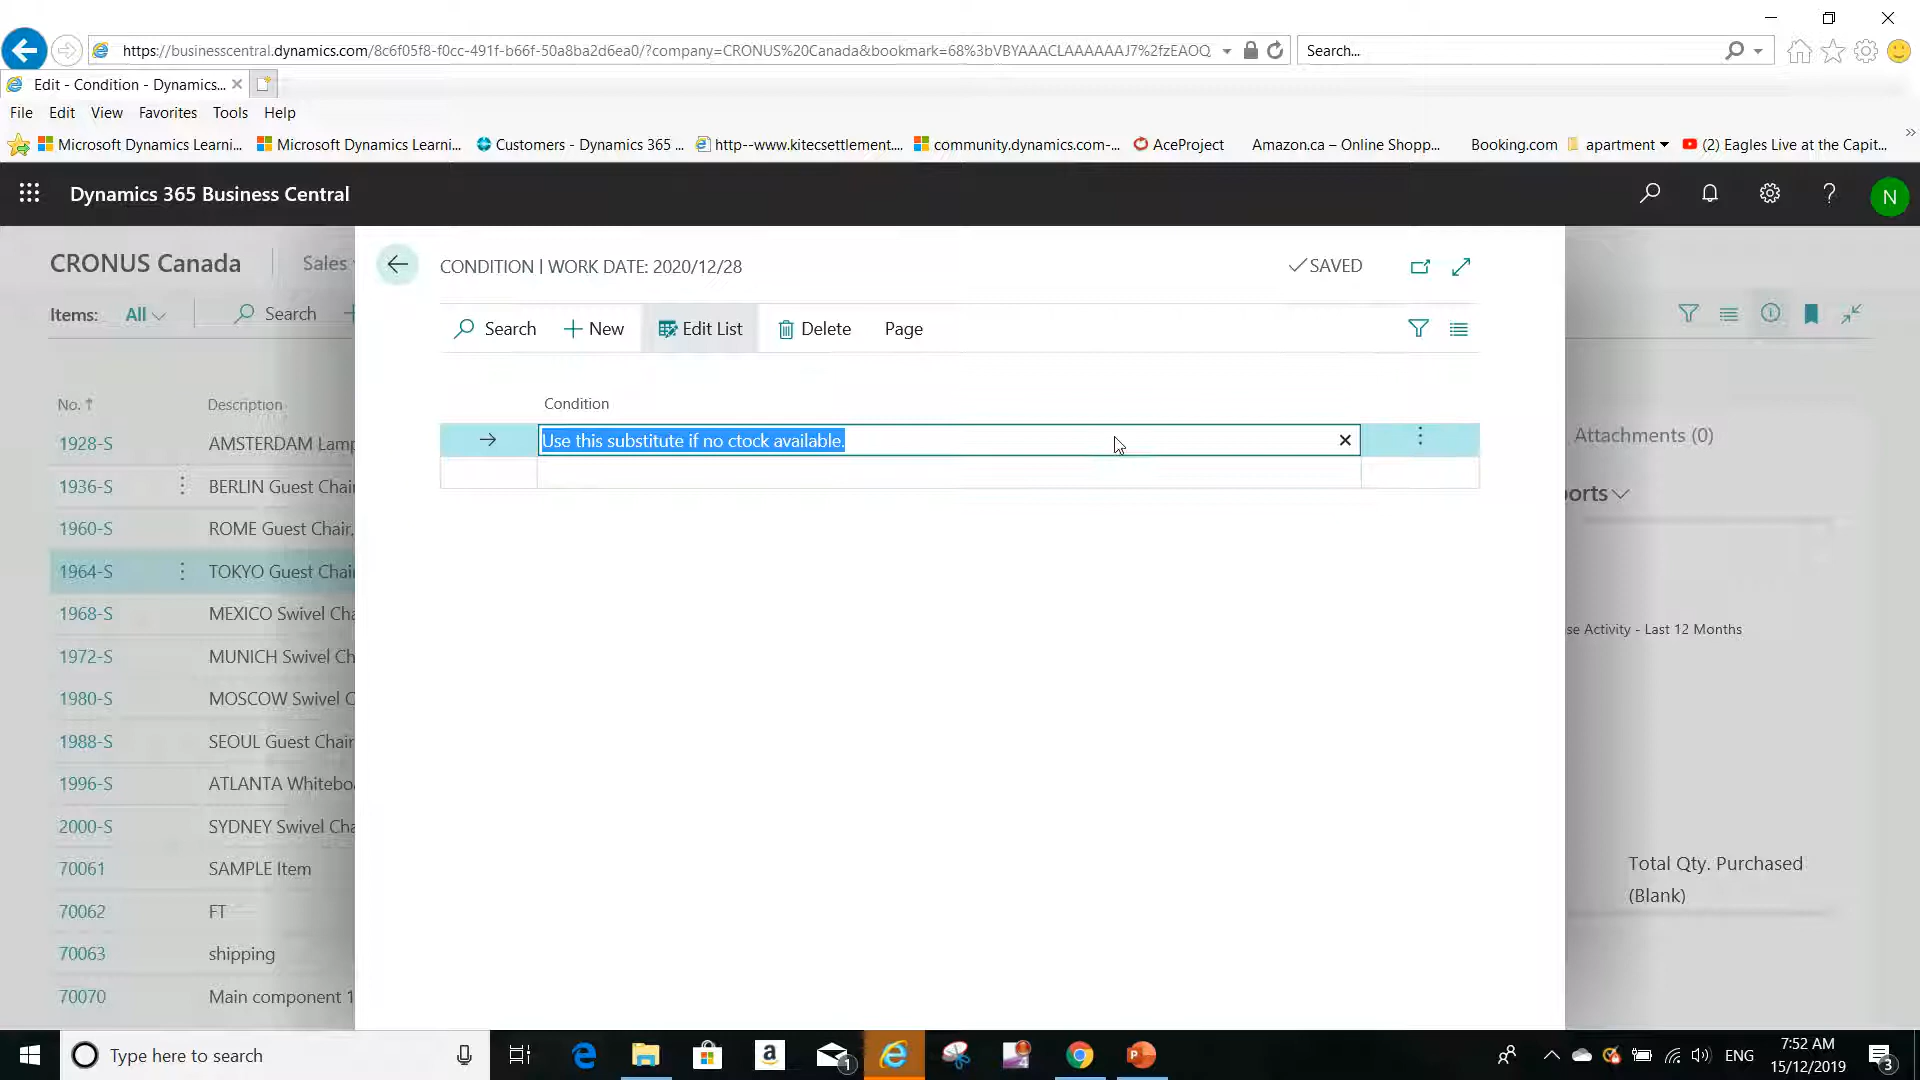 https://businesscentral.dynamics.com/8c6f05f8-f0cc-491f-b66f-50a8ba2d6ea0/?company=CRONUS%20Canada&bookmark=68%3bVBYAAACLAAAAAAJ7%2fzEAOQ
Search...
Edit - Condition - Dynamics...
File Edit View Favorites Tools Help
Microsoft Dynamics Learni... Microsoft Dynamics Learni... Customers - Dynamics 365 ... http--www.kitecsettlement.... community.dynamics.com-... AceProject Amazon.ca – Online Shopp... Booking.com apartment (2) Eagles Live at the Capit...
Dynamics 365 Business Central
N
CRONUS Canada
Sales
Items: All
Search
CONDITION | WORK DATE: 2020/12/28
SAVED
Search New Edit List Delete Page
Condition
Use this substitute if no ctock available.
No. Description
1928-S AMSTERDAM Lamp
1936-S BERLIN Guest Chair
1960-S ROME Guest Chair,
1964-S TOKYO Guest Chair
1968-S MEXICO Swivel Cha
1972-S MUNICH Swivel Ch
1980-S MOSCOW Swivel C
1988-S SEOUL Guest Chair
1996-S ATLANTA Whitebo
2000-S SYDNEY Swivel Cha
70061 SAMPLE Item
70062 FT
70063 shipping
70070 Main component 1
Attachments (0)
orts
se Activity - Last 12 Months
Total Qty. Purchased
(Blank)
Type here to search
1
ENG
7:52 AM
15/12/2019
3